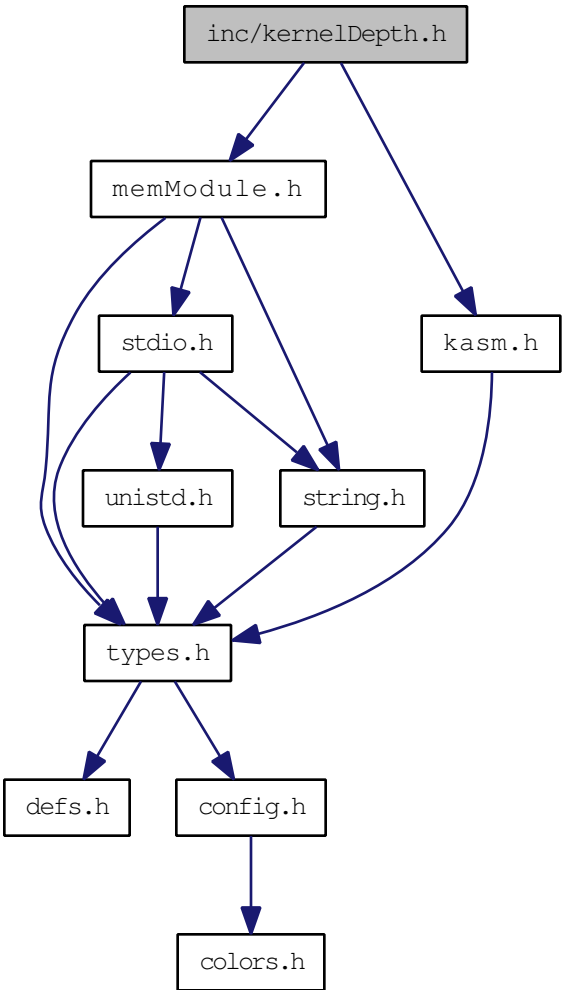 inc/kernelDepth.h
memModule.h
stdio.h
kasm.h
unistd.h
string.h
types.h
defs.h
config.h
colors.h